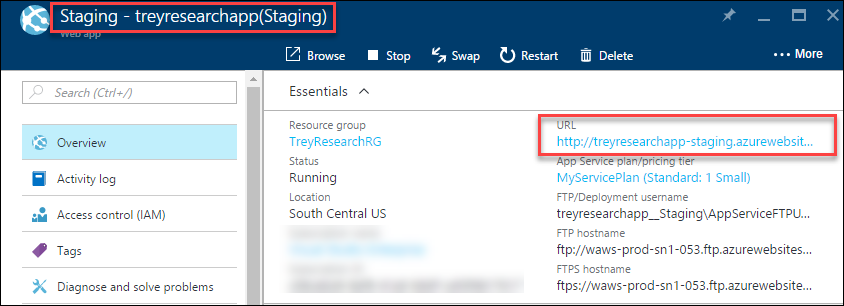 Staging - treyresearchapp(Staging)
Web app
Browse Stop Swap Restart Delete ••• More
Search (Ctrl+/)
Overview
Activity log
Access control (IAM)
Tags
Diagnose and solve problems
Essentials
Resource group
TreyResearchRG
Status
Running
Location
South Central US
URL
http://treyresearchapp-staging.azurewebsit...
App Service plan/pricing tier
MyServicePlan (Standard: 1 Small)
FTP/Deployment username
treyresearchapp__Staging\AppServiceFTPU...
FTP hostname
ftp://waws-prod-sn1-053.ftp.azurewebsites...
FTPS hostname
ftps://waws-prod-sn1-053.ftp.azurewebsite...